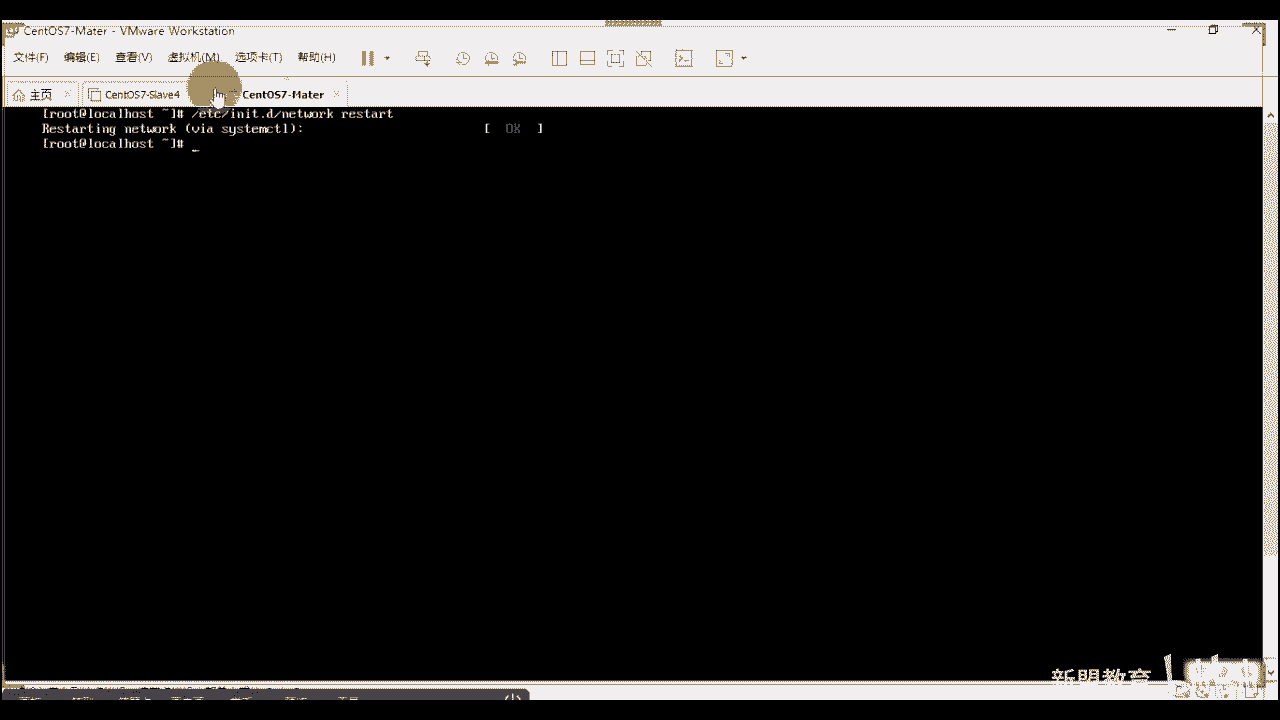 CentOS7-Mater - VMware Workstation
文件(F) 编辑(E) 查看(V) 虚拟机(M) 选项卡(T) 帮助(H)
主页 CentOS7-Slave4 CentOS7-Mater
[root@localhost ~]# /etc/init.d/network restart
Restarting network (via systemctl): [ OK ]
[root@localhost ~]# _
新盟教育